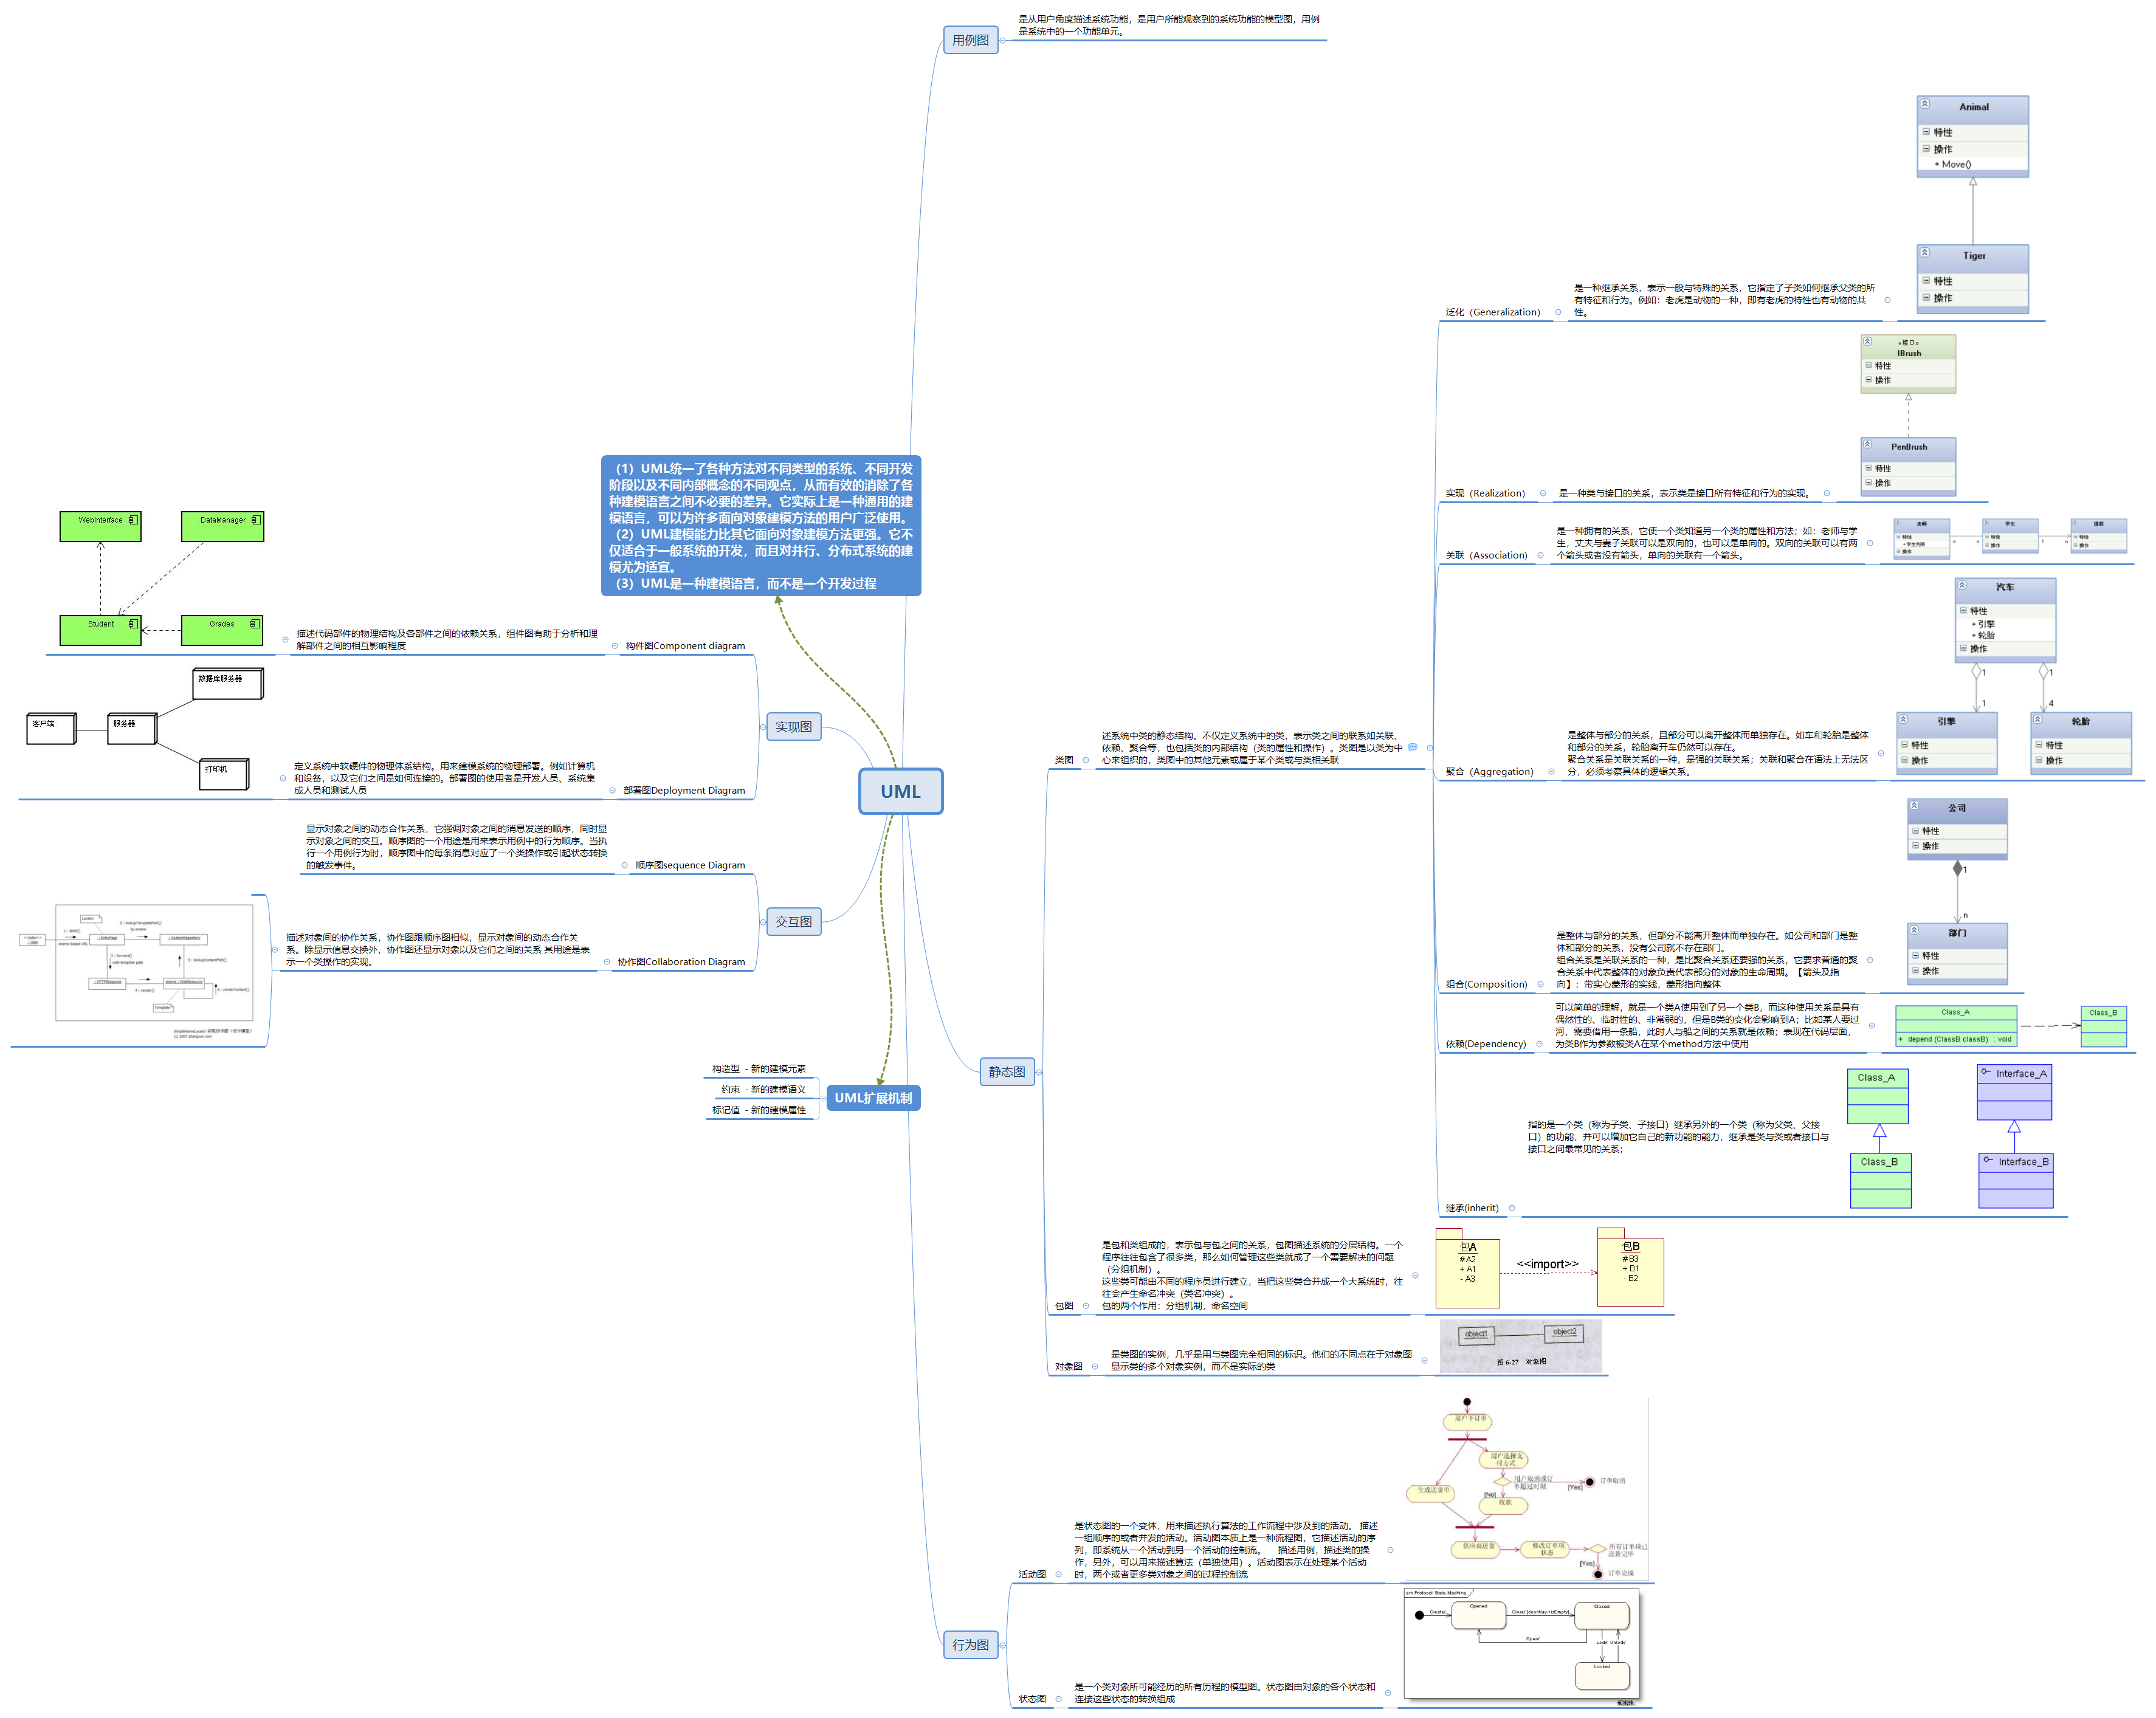 用例图
是从用户角度描述系统功能，是用户所能观察到的系统功能的模型图，用例
是系统中的一个功能单元。
Animal
特性
操作
+ Move()
Tiger
特性
操作
泛化（Generalization）
是一种继承关系，表示一般与特殊的关系，它指定了子类如何继承父类的所
有特征和行为。例如：老虎是动物的一种，即有老虎的特性也有动物的共
性。
IBrush
特性
操作
PenBrush
特性
操作
实现（Realization）
是一种类与接口的关系，表示类是接口所有特征和行为的实现。
关联（Association)
是一种拥有的关系，它使一个类知道另一个类的属性和方法；如：老师与学
生，丈夫与妻子关联可以是双向的，也可以是单向的。双向的关联可以有两
个箭头或者没有箭头，单向的关联有一个箭头。
老师
特性
+ 学生列表
操作
n
n
学生
特性
操作
1
n
课程
特性
操作
汽车
特性
+ 引擎
+ 轮胎
操作
1
1
1
4
引擎
特性
操作
轮胎
特性
操作
聚合（Aggregation）
是整体与部分的关系，且部分可以离开整体而单独存在。如车和轮胎是整体
和部分的关系，轮胎离开车仍然可以存在。
聚合关系是关联关系的一种，是强的关联关系；关联和聚合在语法上无法区
分，必须考察具体的逻辑关系。
公司
特性
操作
1
n
部门
特性
操作
组合(Composition)
是整体与部分的关系，但部分不能离开整体而单独存在。如公司和部门是整
体和部分的关系，没有公司就不存在部门。
组合关系是关联关系的一种，是比聚合关系还要强的关系，它要求普通的聚
合关系中代表整体的对象负责代表部分的对象的生命周期。【箭头及指
向】：带实心菱形的实线，菱形指向整体
依赖(Dependency)
可以简单的理解，就是一个类A使用到了另一个类B，而这种使用关系是具有
偶然性的、临时性的、非常弱的，但是B类的变化会影响到A；比如某人要过
河，需要借用一条船，此时人与船之间的关系就是依赖；表现在代码层面，
为类B作为参数被类A在某个method方法中使用
Class_A
+ depend (ClassB classB) : void
Class_B
继承(inherit)
指的是一个类（称为子类、子接口）继承另外的一个类（称为父类、父接
口）的功能，并可以增加它自己的新功能的能力，继承是类与类或者接口与
接口之间最常见的关系；
Class_A
Class_B
Interface_A
Interface_B
静态图
类图
述系统中类的静态结构。不仅定义系统中的类，表示类之间的联系如关联、
依赖、聚合等，也包括类的内部结构（类的属性和操作）。类图是以类为中
心来组织的，类图中的其他元素或属于某个类或与类相关联
包图
是包和类组成的，表示包与包之间的关系，包图描述系统的分层结构。一个
程序往往包含了很多类，那么如何管理这些类就成了一个需要解决的问题
（分组机制）。
这些类可能由不同的程序员进行建立，当把这些类合并成一个大系统时，往
往会产生命名冲突（类名冲突）。
包的两个作用：分组机制，命名空间
包A
#A2
+ A1
- A3
<<import>>
包B
#B3
+ B1
- B2
对象图
是类图的实例，几乎是用与类图完全相同的标识。他们的不同点在于对象图
显示类的多个对象实例，而不是实际的类
object1
object2
图 6-27 对象图
行为图
活动图
是状态图的一个变体，用来描述执行算法的工作流程中涉及到的活动。 描述
一组顺序的或者并发的活动。活动图本质上是一种流程图，它描述活动的序
列，即系统从一个活动到另一个活动的控制流。 描述用例，描述类的操
作，另外，可以用来描述算法（单独使用）。活动图表示在处理某个活动
时，两个或者更多类对象之间的过程控制流
用户下订单
用户选择支
付方式
用户取消或订
单超过时限
[Yes]
订单取消
[No]
生成送货单
收款
供应商送货
修改订单项
状态
所有订单项已
送货完毕
[Yes]
订单完成
状态图
是一个类对象所可能经历的所有历程的模型图。状态图由对象的各个状态和
连接这些状态的转换组成
sm Protocol State Machine
Create/
Opened
Close/ [doorWay->isEmpty]
Closed
Open/
Lock/ Unlock/
Locked
UML
（1）UML统一了各种方法对不同类型的系统、不同开发
阶段以及不同内部概念的不同观点，从而有效的消除了各
种建模语言之间不必要的差异。它实际上是一种通用的建
模语言，可以为许多面向对象建模方法的用户广泛使用。
（2）UML建模能力比其它面向对象建模方法更强。它不
仅适合于一般系统的开发，而且对并行、分布式系统的建
模尤为适宜。
（3）UML是一种建模语言，而不是一个开发过程
实现图
构件图Component diagram
描述代码部件的物理结构及各部件之间的依赖关系，组件图有助于分析和理
解部件之间的相互影响程度
WebInterface
DataManager
Student
Grades
部署图Deployment Diagram
定义系统中软硬件的物理体系结构。用来建模系统的物理部署。例如计算机
和设备，以及它们之间是如何连接的。部署图的使用者是开发人员、系统集
成人员和测试人员
数据库服务器
客户端
服务器
打印机
交互图
顺序图sequence Diagram
显示对象之间的动态合作关系，它强调对象之间的消息发送的顺序，同时显
示对象之间的交互。顺序图的一个用途是用来表示用例中的行为顺序。当执
行一个用例行为时，顺序图中的每条消息对应了一个类操作或引起状态转换
的触发事件。
协作图Collaboration Diagram
描述对象间的协作关系，协作图跟顺序图相似，显示对象间的动态合作关
系。除显示信息交换外，协作图还显示对象以及它们之间的关系 其用途是表
示一个类操作的实现。
Locator
by ename
ename-based URL
with template path
Template
UML扩展机制
构造型 - 新的建模元素
约束 - 新的建模语义
标记值 - 新的建模属性